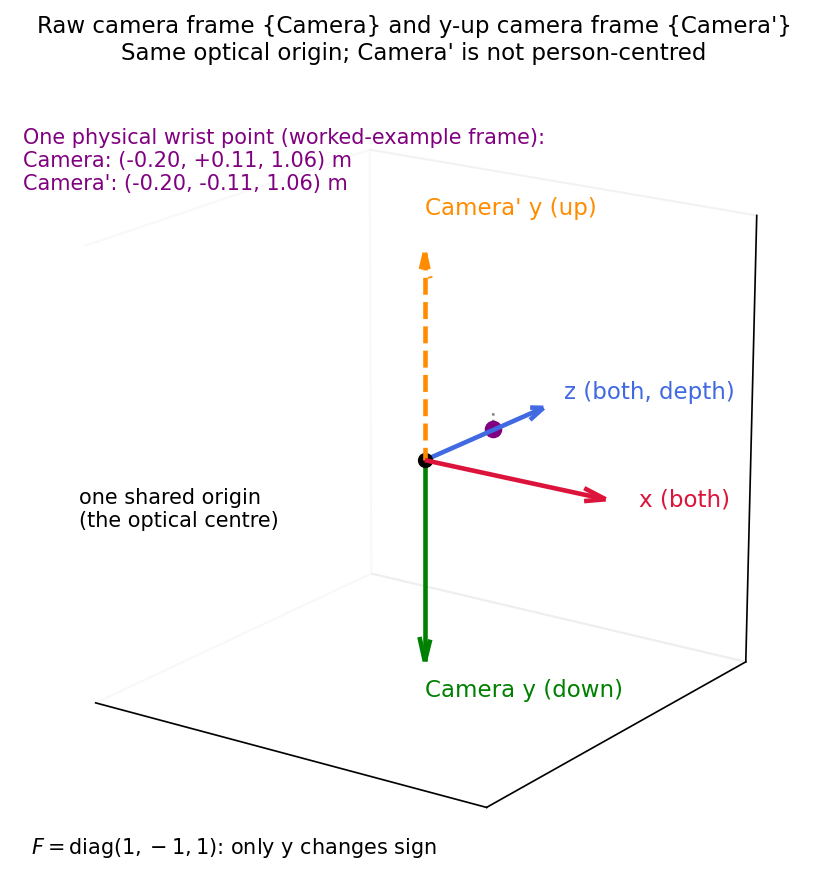 Raw camera frame {Camera} and y-up camera frame {Camera'}
Same optical origin; Camera' is not person-centred
One physical wrist point (worked-example frame):
Camera: (-0.20, +0.11, 1.06) m
Camera': (-0.20, -0.11, 1.06) m
Camera' y (up)
z (both, depth)
x (both)
one shared origin
(the optical centre)
Camera y (down)
F = diag(1, −1, 1): only y changes sign